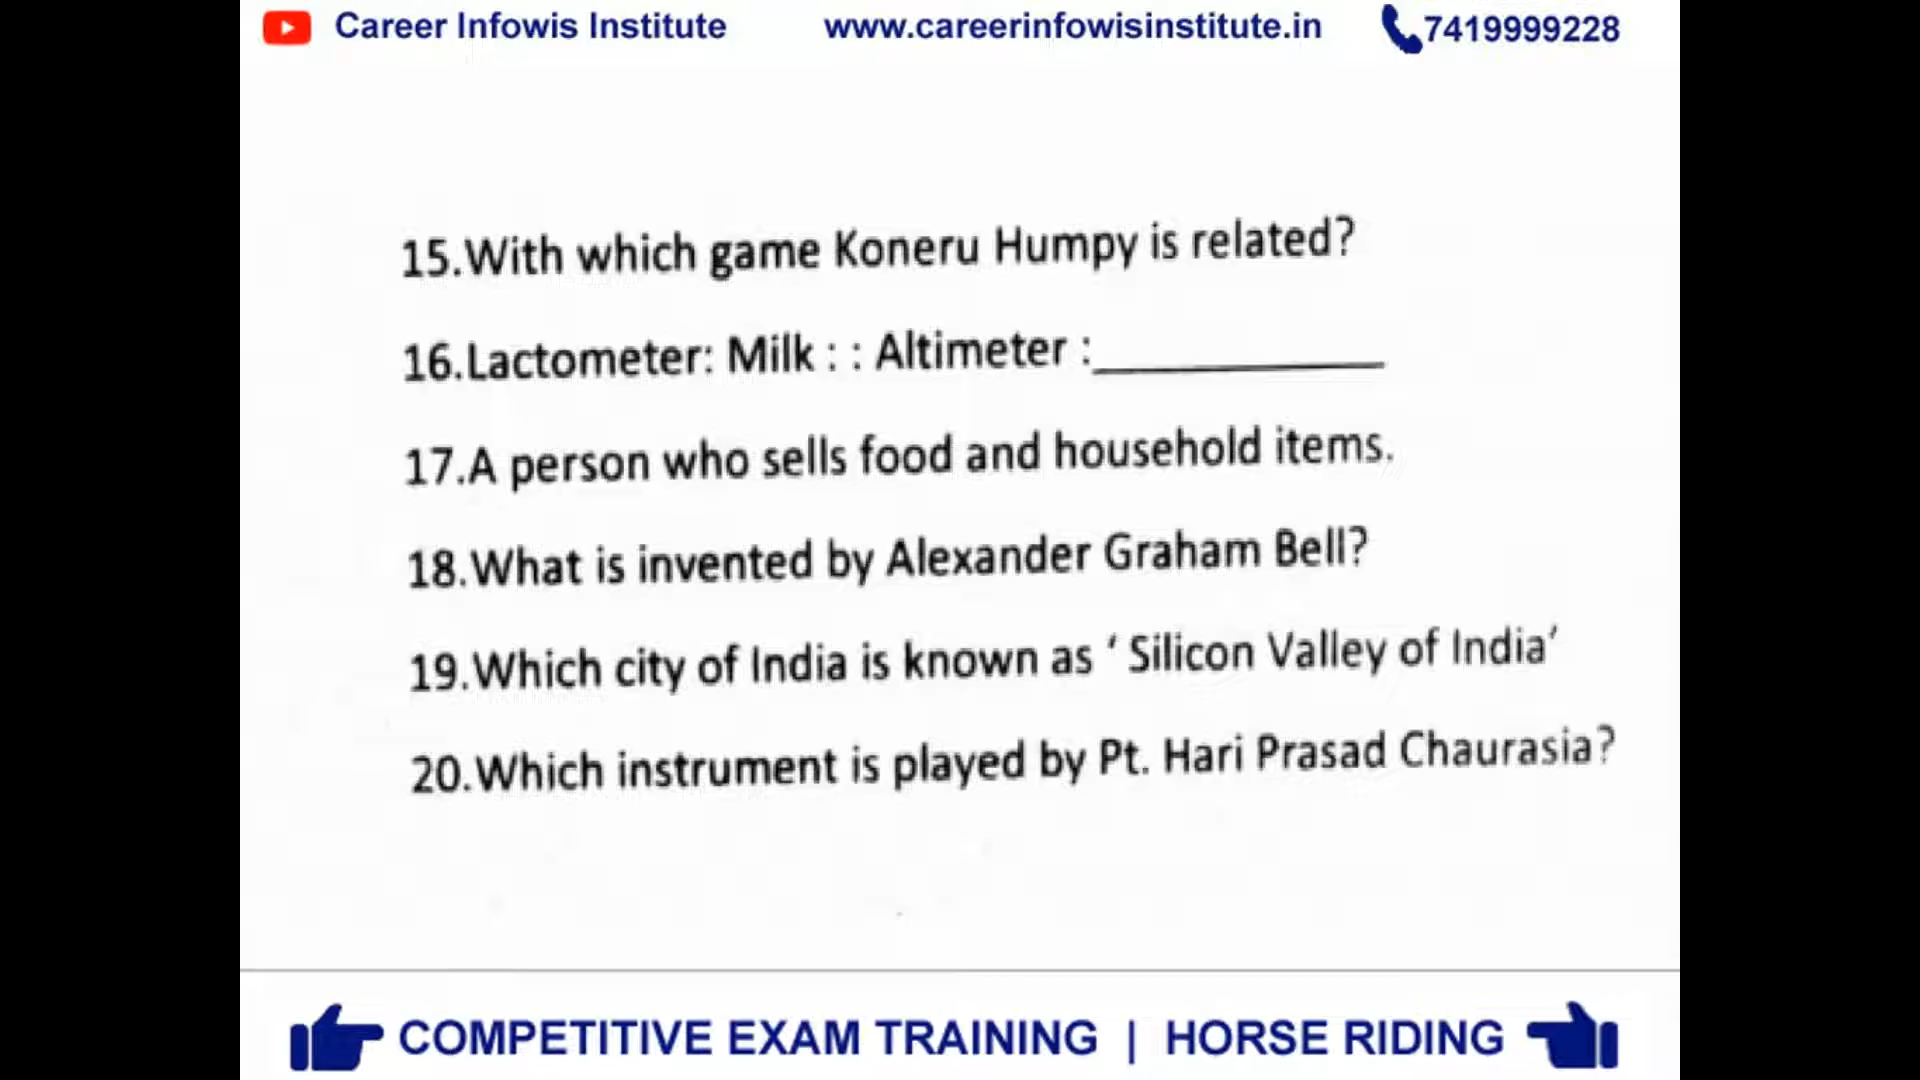 Career Infowis Institute www.careerinfowisinstitute.in 7419999228
15.With which game Koneru Humpy is related?
16.Lactometer: Milk : : Altimeter :____________
17.A person who sells food and household items.
18.What is invented by Alexander Graham Bell?
19.Which city of India is known as ‘ Silicon Valley of India’
20.Which instrument is played by Pt. Hari Prasad Chaurasia?
COMPETITIVE EXAM TRAINING | HORSE RIDING